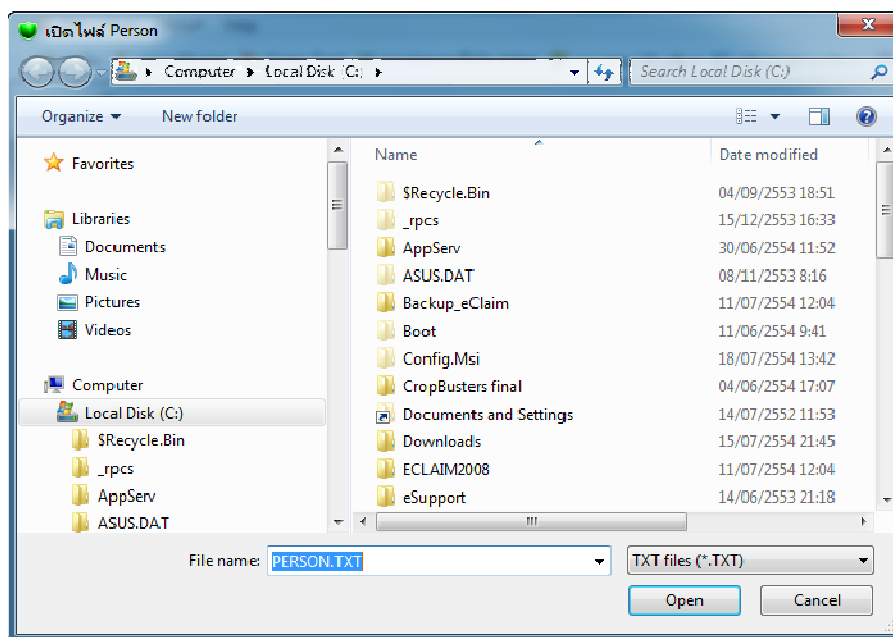 เปิดไฟล์ Person
Computer Local Disk (C:)
Search Local Disk (C:)
Organize New folder
Favorites
Libraries
Documents
Music
Pictures
Videos
Computer
Local Disk (C:)
$Recycle.Bin
_rpcs
AppServ
ASUS.DAT
Name Date modified
$Recycle.Bin 04/09/2553 18:51
_rpcs 15/12/2553 16:33
AppServ 30/06/2554 11:52
ASUS.DAT 08/11/2553 8:16
Backup_eClaim 11/07/2554 12:04
Boot 11/06/2554 9:41
Config.Msi 18/07/2554 13:42
CropBusters final 04/06/2554 17:07
Documents and Settings 14/07/2552 11:53
Downloads 15/07/2554 21:45
ECLAIM2008 11/07/2554 12:04
eSupport 14/06/2553 21:18
File name: PERSON.TXT TXT files (*.TXT)
Open Cancel